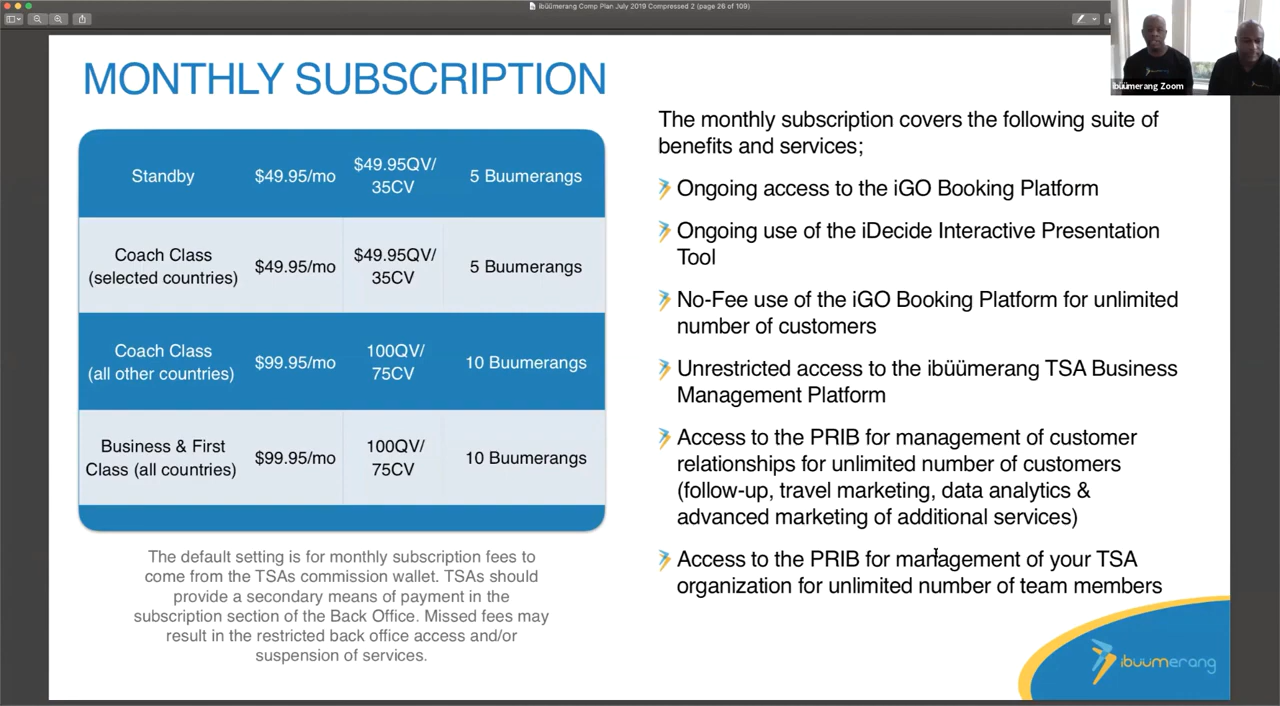 ibüümerang Comp Plan July 2019 Compressed 2 (page 26 of 109)
ibüümerang Zoom
MONTHLY SUBSCRIPTION
Standby $49.95/mo $49.95QV/ 35CV 5 Buumerangs
Coach Class (selected countries) $49.95/mo $49.95QV/ 35CV 5 Buumerangs
Coach Class (all other countries) $99.95/mo 100QV/ 75CV 10 Buumerangs
Business & First Class (all countries) $99.95/mo 100QV/ 75CV 10 Buumerangs
The default setting is for monthly subscription fees to
come from the TSAs commission wallet. TSAs should
provide a secondary means of payment in the
subscription section of the Back Office. Missed fees may
result in the restricted back office access and/or
suspension of services.
The monthly subscription covers the following suite of
benefits and services;
Ongoing access to the iGO Booking Platform
Ongoing use of the iDecide Interactive Presentation
Tool
No-Fee use of the iGO Booking Platform for unlimited
number of customers
Unrestricted access to the ibüümerang TSA Business
Management Platform
Access to the PRIB for management of customer
relationships for unlimited number of customers
(follow-up, travel marketing, data analytics &
advanced marketing of additional services)
Access to the PRIB for management of your TSA
organization for unlimited number of team members
ibuumerang